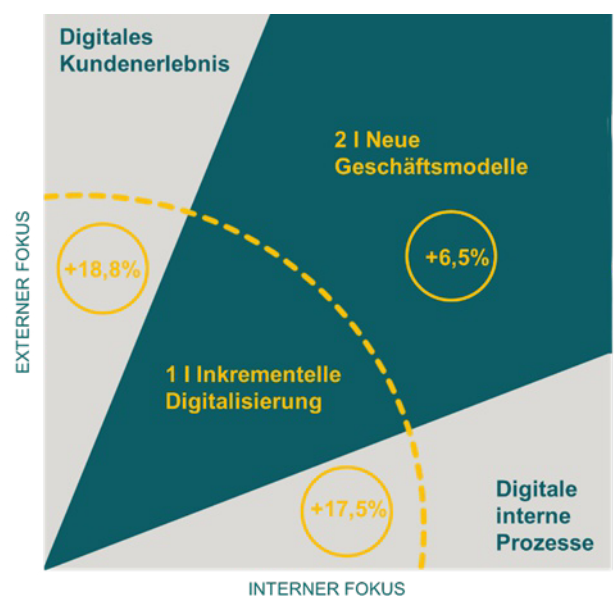 Digitales
Kundenerlebnis
2 I Neue
Geschäftsmodelle
+18,8%
+6,5%
EXTERNER FOKUS
1 I Inkrementelle
Digitalisierung
+17,5%
Digitale
interne
Prozesse
INTERNER FOKUS